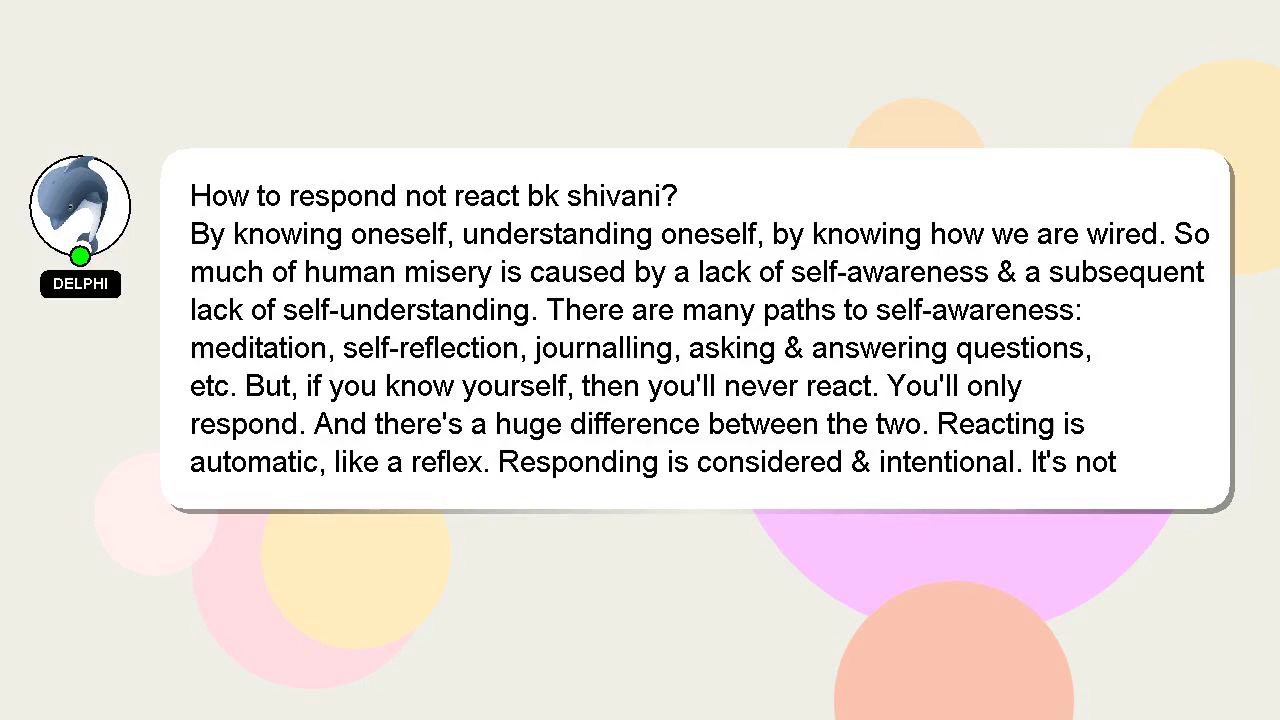 How to respond not react bk shivani?
By knowing oneself, understanding oneself, by knowing how we are wired. So
much of human misery is caused by a lack of self-awareness & a subsequent
lack of self-understanding. There are many paths to self-awareness:
meditation, self-reflection, journalling, asking & answering questions,
etc. But, if you know yourself, then you'll never react. You'll only
respond. And there's a huge difference between the two. Reacting is
automatic, like a reflex. Responding is considered & intentional. It's not
DELPHI